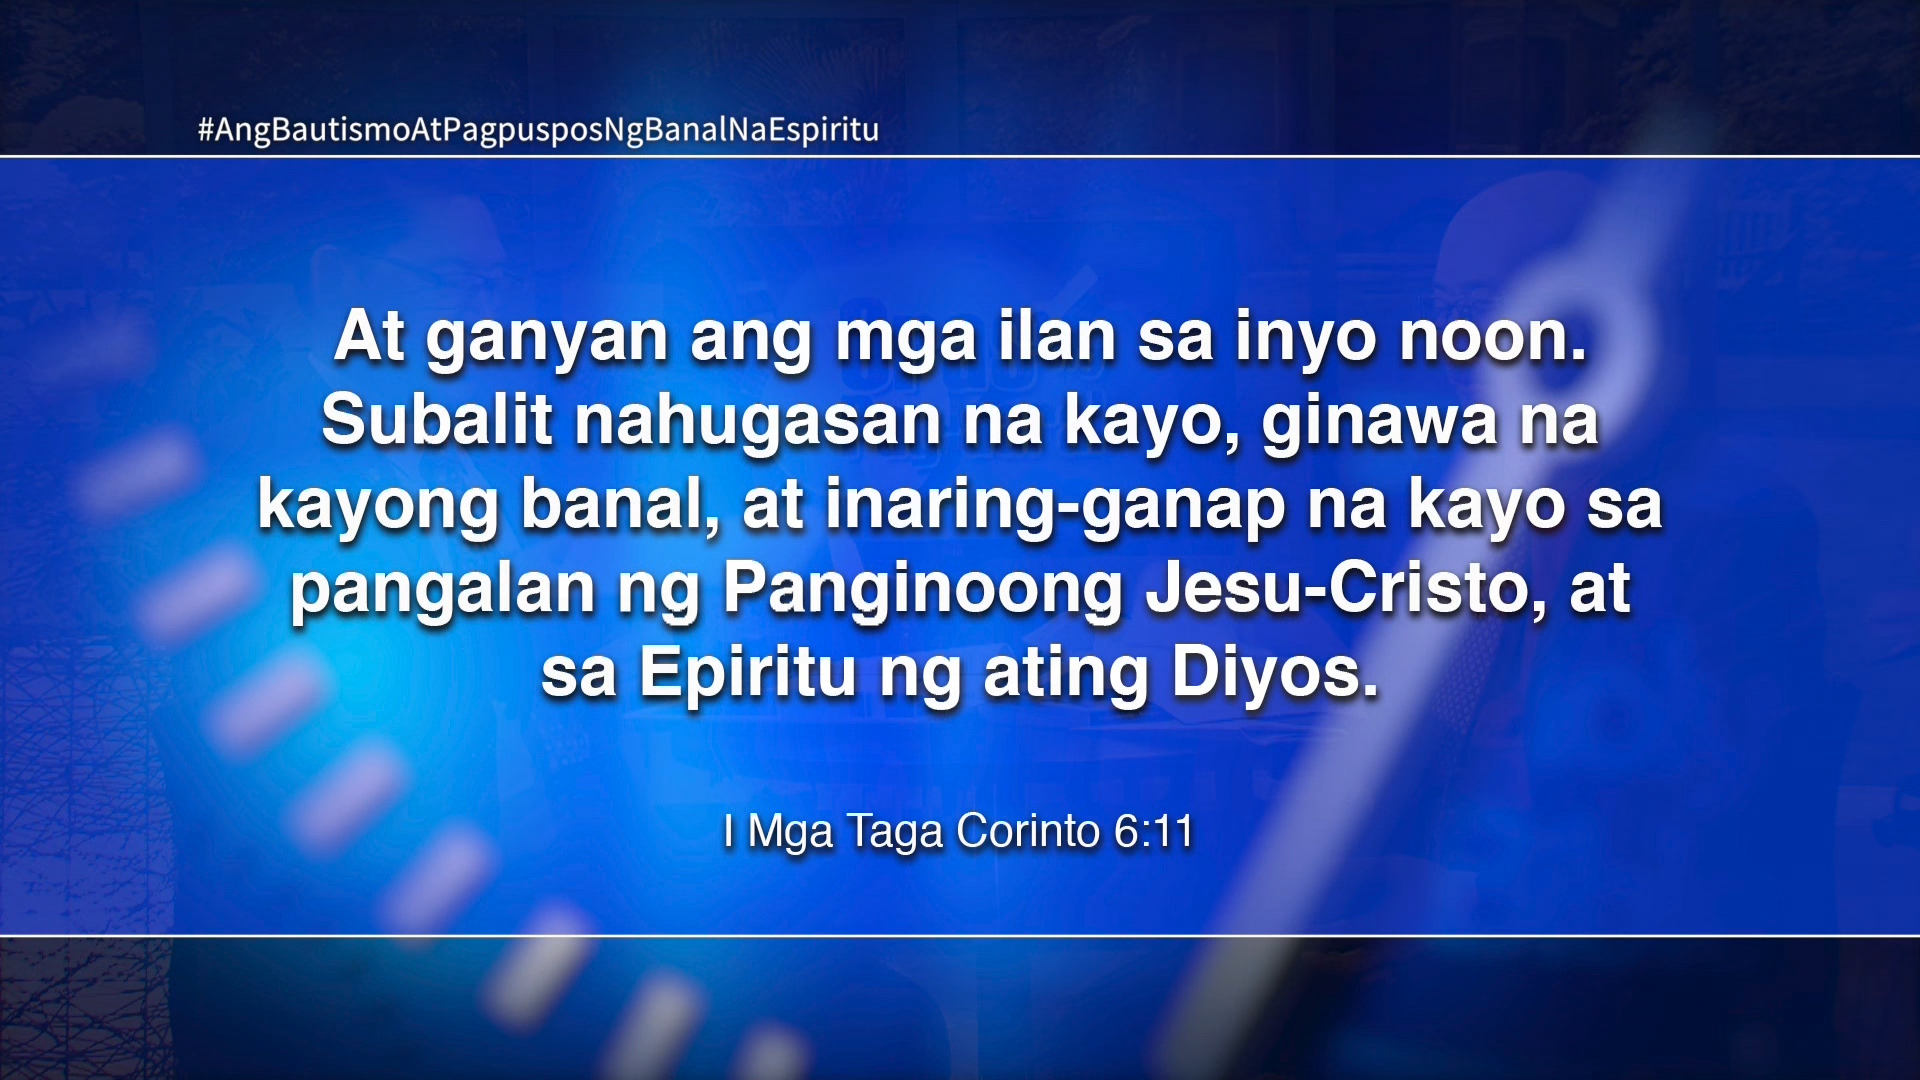 #AngBautismoAtPagpusposNgBanalNaEspiritu
At ganyan ang mga ilan sa inyo noon.
Subalit nahugasan na kayo, ginawa na
kayong banal, at inaring-ganap na kayo sa
pangalan ng Panginoong Jesu-Cristo, at
sa Epiritu ng ating Diyos.
I Mga Taga Corinto 6:11